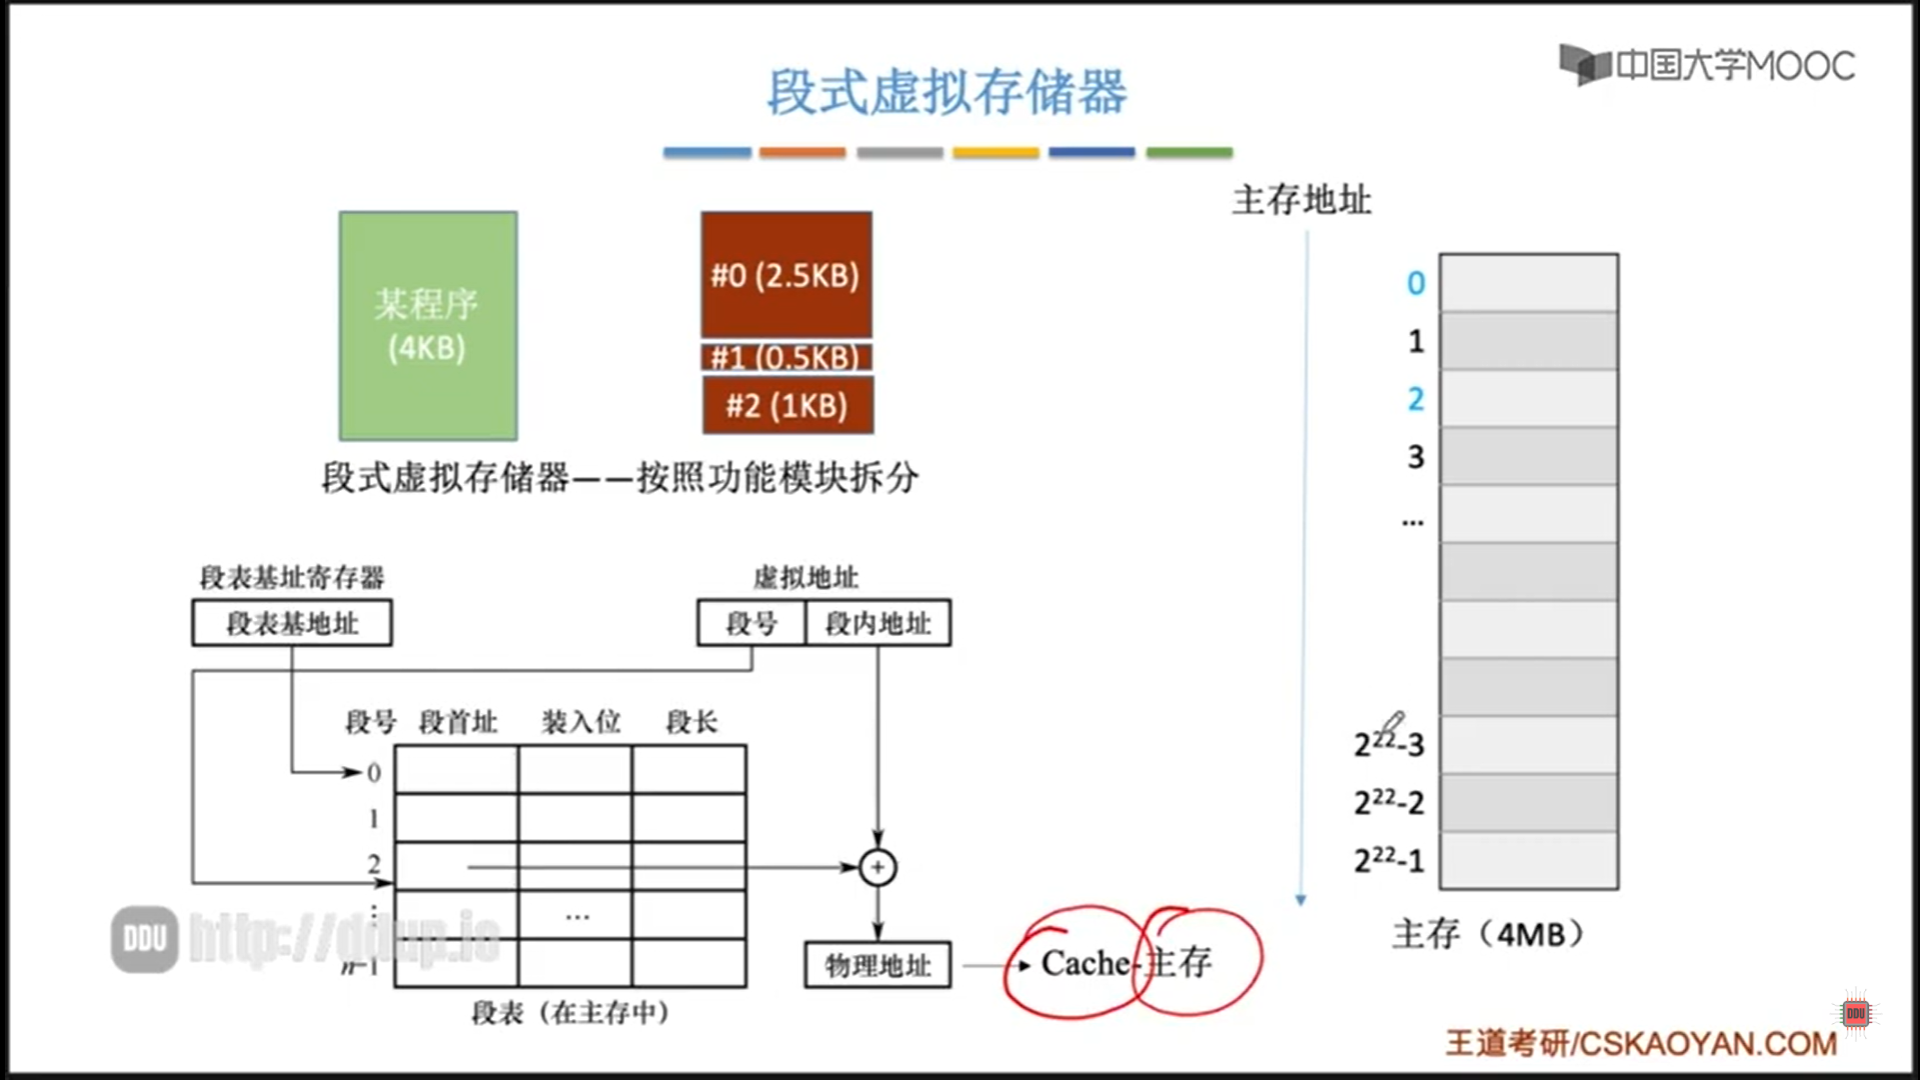 中国大学MOOC
段式虚拟存储器
主存地址
某程序
(4KB)
#0 (2.5KB)
#1 (0.5KB)
#2 (1KB)
段式虚拟存储器——按照功能模块拆分
0
1
2
3
...
2²²-3
2²²-2
2²²-1
主存（4MB）
段表基址寄存器
段表基地址
虚拟地址
段号 段内地址
段号 段首址 装入位 段长
0
1
2
⋮
...
n-1
+
物理地址
Cache-主存
段表（在主存中）
DDU http://ddup.io
DDU
王道考研/CSKAOYAN.COM